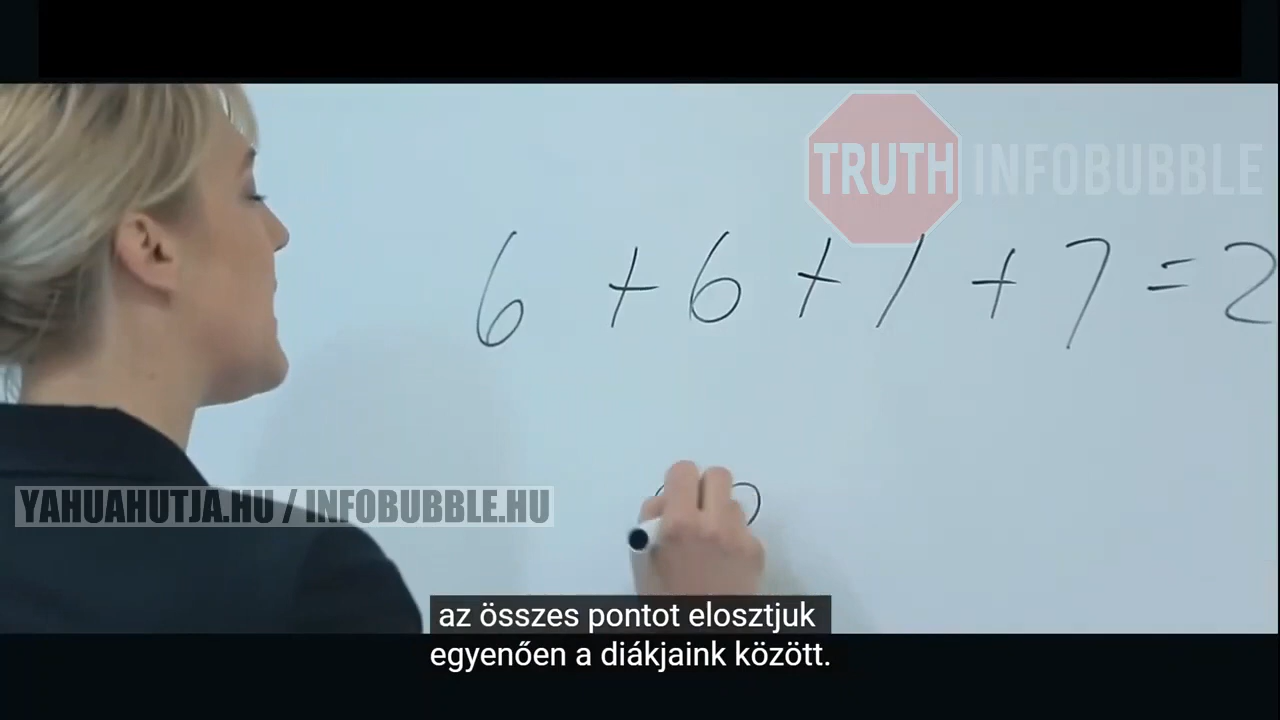 TRUTH INFOBUBBLE
6 + 6 + 1 + 7 = 2
YAHUAHUTJA.HU / INFOBUBBLE.HU
az összes pontot elosztjuk
egyenően a diákjaink között.